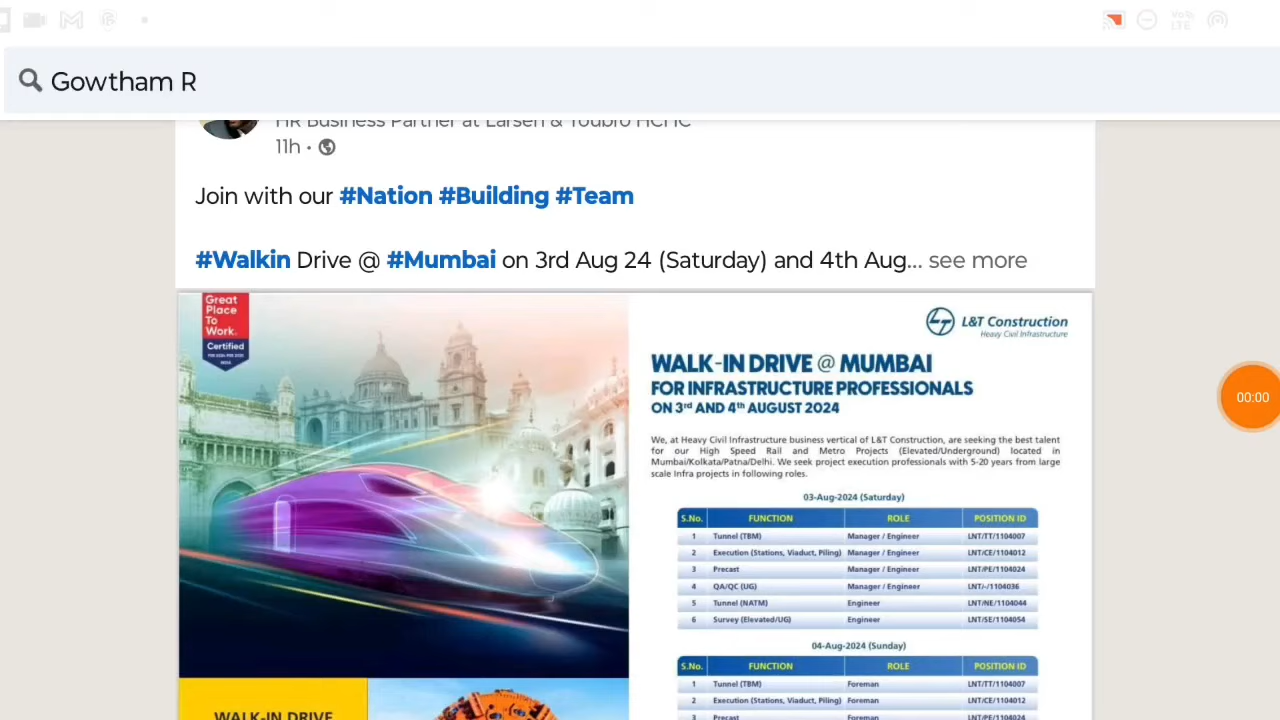 Gowtham R
HR Business Partner at Larsen & Toubro HCIC
11h •
Join with our #Nation #Building #Team
#Walkin Drive @ #Mumbai on 3rd Aug 24 (Saturday) and 4th Aug... see more
Great
Place
To
Work.
Certified
INDIA
L&T Construction
Heavy Civil Infrastructure
WALK-IN DRIVE @ MUMBAI
FOR INFRASTRUCTURE PROFESSIONALS
ON 3rd AND 4th AUGUST 2024
We, at Heavy Civil Infrastructure business vertical of L&T Construction, are seeking the best talent
for our High Speed Rail and Metro Projects (Elevated/Underground) located in
Mumbai/Kolkata/Patna/Delhi. We seek project execution professionals with 5-20 years from large
scale Infra projects in following roles.
03-Aug-2024 (Saturday)
S.No. FUNCTION ROLE POSITION ID
1 Tunnel (TBM) Manager / Engineer LNT/TT/1104007
2 Execution (Stations, Viaduct, Piling) Manager / Engineer LNT/CE/1104012
3 Precast Manager / Engineer LNT/PE/1104024
4 QA/QC (UG) Manager / Engineer LNT/-/1104036
5 Tunnel (NATM) Engineer LNT/NE/1104044
6 Survey (Elevated/UG) Engineer LNT/SE/1104054
04-Aug-2024 (Sunday)
S.No. FUNCTION ROLE POSITION ID
1 Tunnel (TBM) Foreman LNT/TT/1104007
2 Execution (Stations, Viaduct, Piling) Foreman LNT/CE/1104012
3 Precast Foreman LNT/PE/1104024
WALK-IN DRIVE
00:00
Vo
LTE